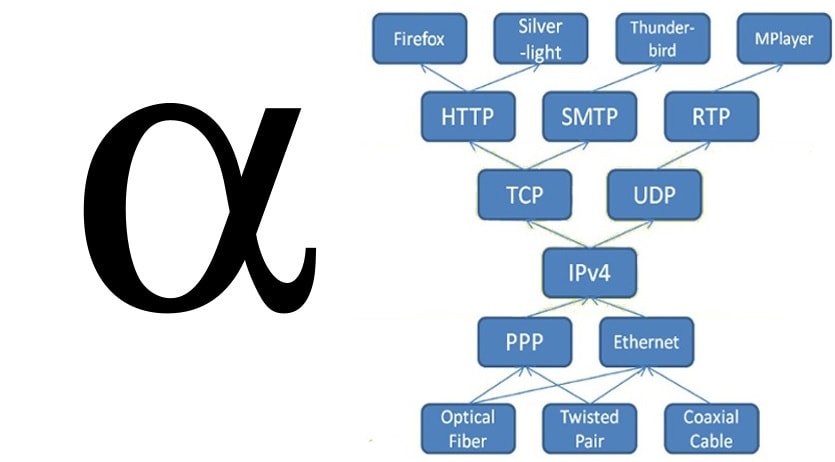 α
Firefox
Silver
-light
Thunder-
bird
MPlayer
HTTP
SMTP
RTP
TCP
UDP
IPv4
PPP
Ethernet
Optical
Fiber
Twisted
Pair
Coaxial
Cable